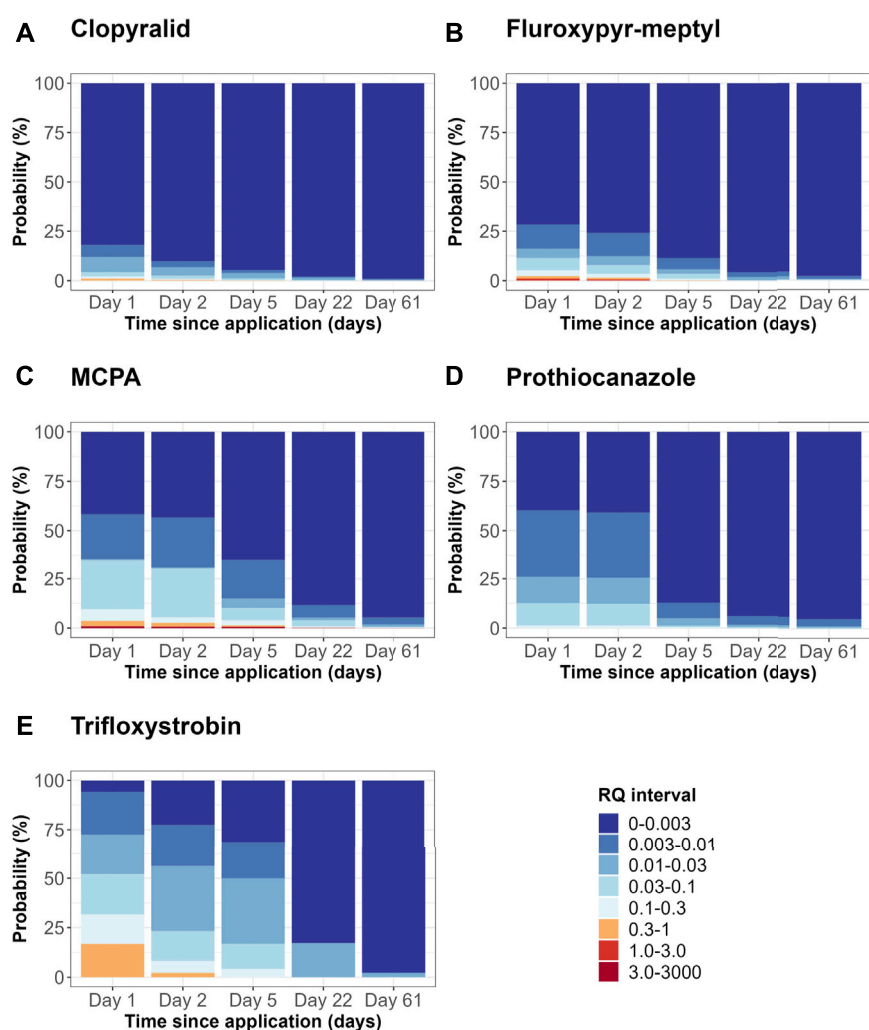 A Clopyralid
Probability (%)
100
75
50
25
0
Day 1 Day 2 Day 5 Day 22 Day 61
Time since application (days)
B Fluroxypyr-meptyl
Probability (%)
100
75
50
25
0
Day 1 Day 2 Day 5 Day 22 Day 61
Time since application (days)
C MCPA
Probability (%)
100
75
50
25
0
Day 1 Day 2 Day 5 Day 22 Day 61
Time since application (days)
D Prothiocanazole
Probability (%)
100
75
50
25
0
Day 1 Day 2 Day 5 Day 22 Day 61
Time since application (days)
E Trifloxystrobin
Probability (%)
100
75
50
25
0
Day 1 Day 2 Day 5 Day 22 Day 61
Time since application (days)
RQ interval
0-0.003
0.003-0.01
0.01-0.03
0.03-0.1
0.1-0.3
0.3-1
1.0-3.0
3.0-3000